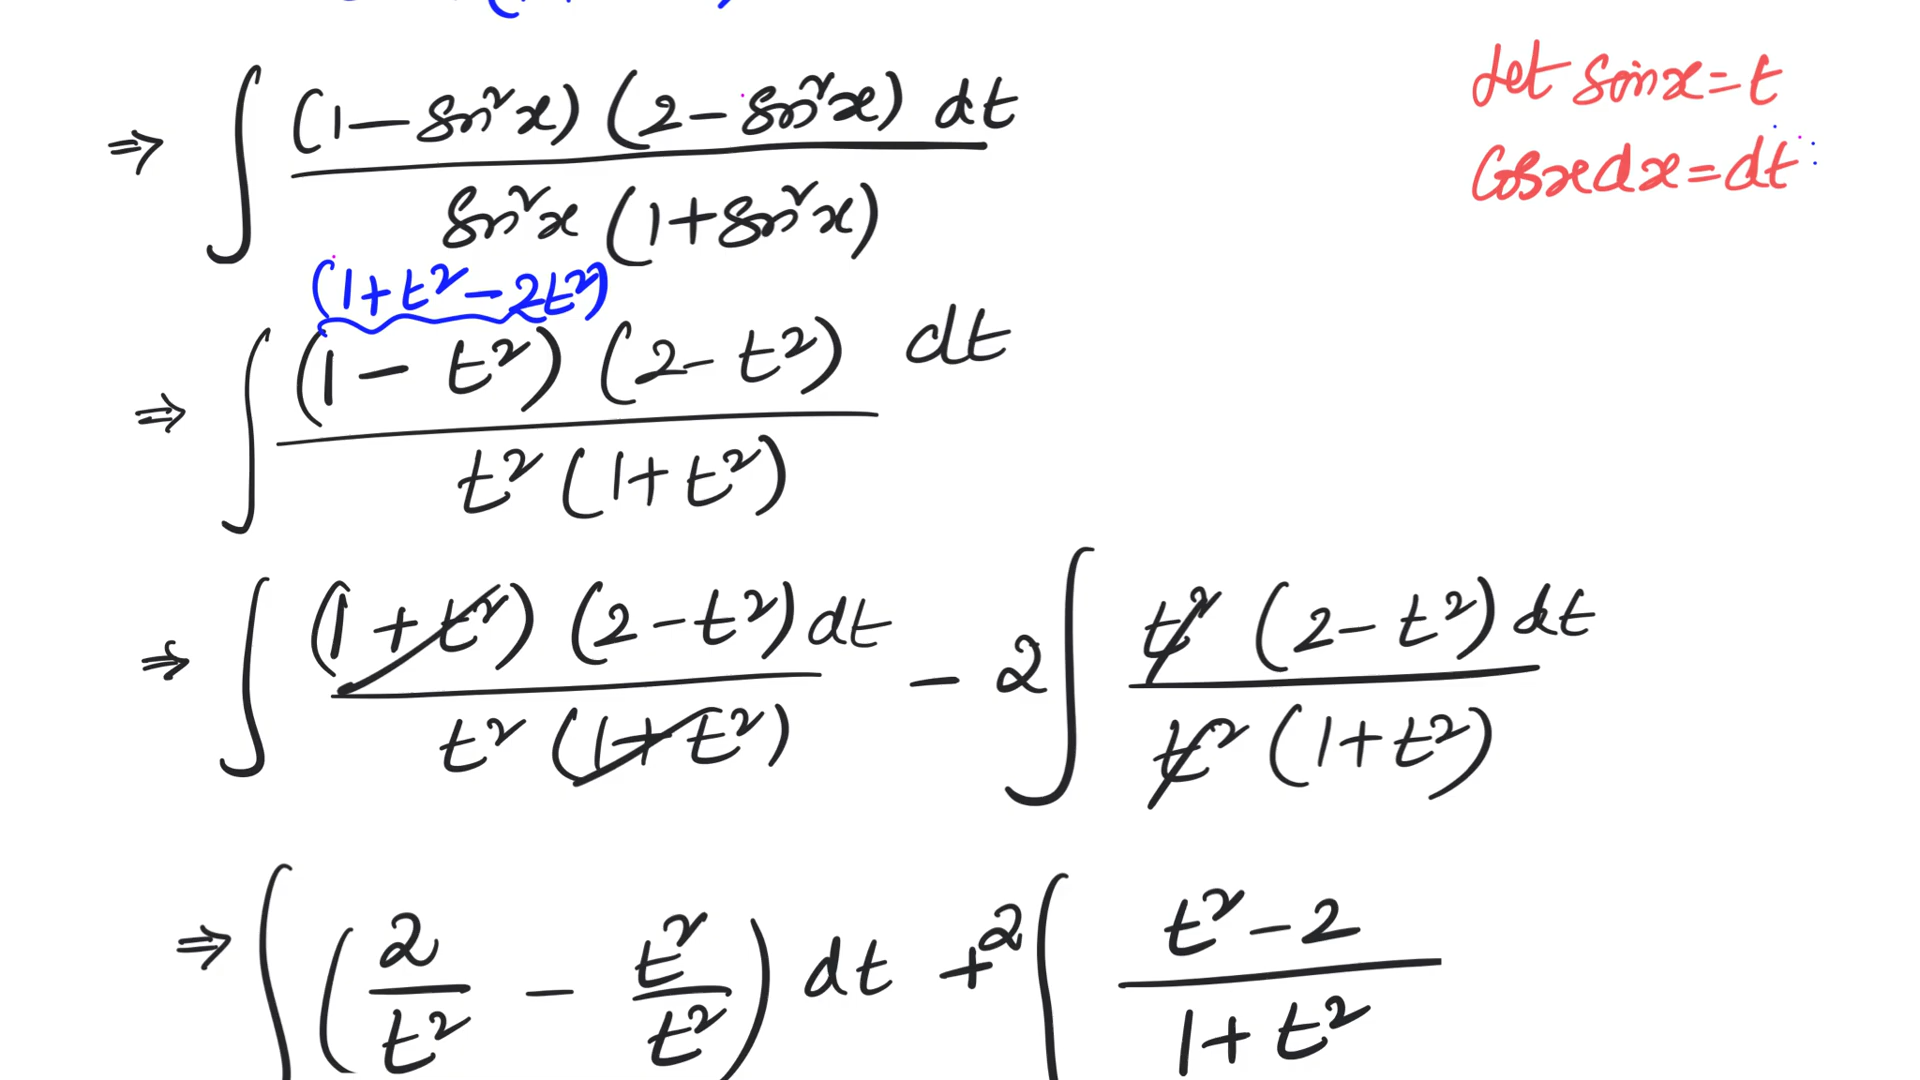 ⇒ ∫ (1 − sin²x) (2 − sin²x) dt / sin²x (1 + sin²x)
let sinx = t
Cosxdx = dt
(1 + t² − 2t²)
⇒ ∫ (1 − t²) (2 − t²) dt / t² (1 + t²)
⇒ ∫ (1 + t²) (2 − t²) dt / t² (1 + t²) − 2 ∫ t² (2 − t²) dt / t² (1 + t²)
⇒ ∫ (2/t² − t²/t²) dt + 2 ∫ t² − 2 / 1 + t²